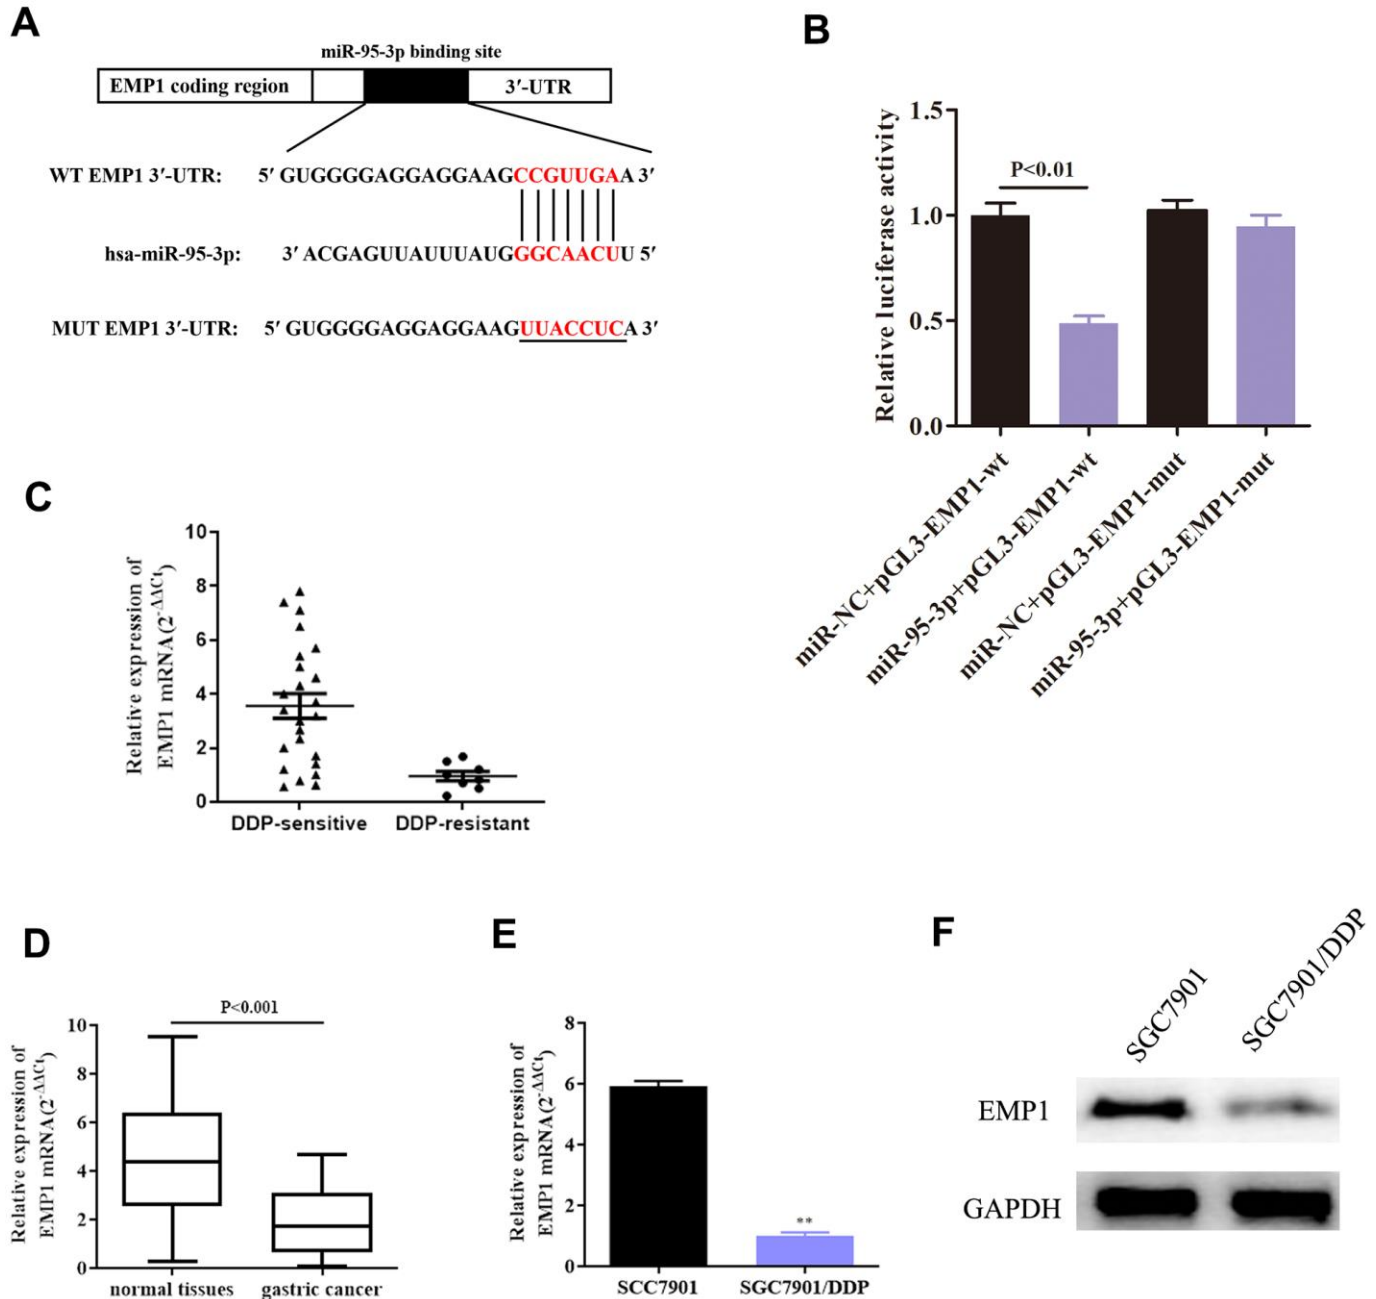 A
miR-95-3p binding site
EMP1 coding region
3′-UTR
WT EMP1 3′-UTR: 5′ GUGGGGAGGAGGAAGCCGUUGAA 3′
hsa-miR-95-3p: 3′ ACGAGUUAUUUAUGGGCAACUU 5′
MUT EMP1 3′-UTR: 5′ GUGGGGAGGAGGAAGUUACCUCA 3′
B
Relative luciferase activity
1.5
1.0
0.5
0.0
P<0.01
miR-NC+pGL3-EMP1-wt
miR-95-3p+pGL3-EMP1-wt
miR-NC+pGL3-EMP1-mut
miR-95-3p+pGL3-EMP1-mut
C
Relative expression of
EMP1 mRNA(2-ΔΔCt)
10
8
6
4
2
0
DDP-sensitive
DDP-resistant
D
Relative expression of
EMP1 mRNA(2-ΔΔCt)
P<0.001
10
8
6
4
2
0
normal tissues
gastric cancer
E
Relative expression of
EMP1 mRNA(2-ΔΔCt)
8
6
4
2
0
**
SCC7901
SGC7901/DDP
F
SGC7901
SGC7901/DDP
EMP1
GAPDH